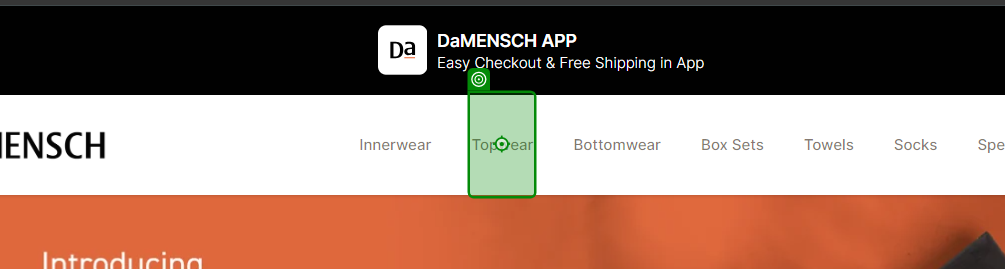 Da
DaMENSCH APP
Easy Checkout & Free Shipping in App
MENSCH
Innerwear Topwear Bottomwear Box Sets Towels Socks Spe
Introducing